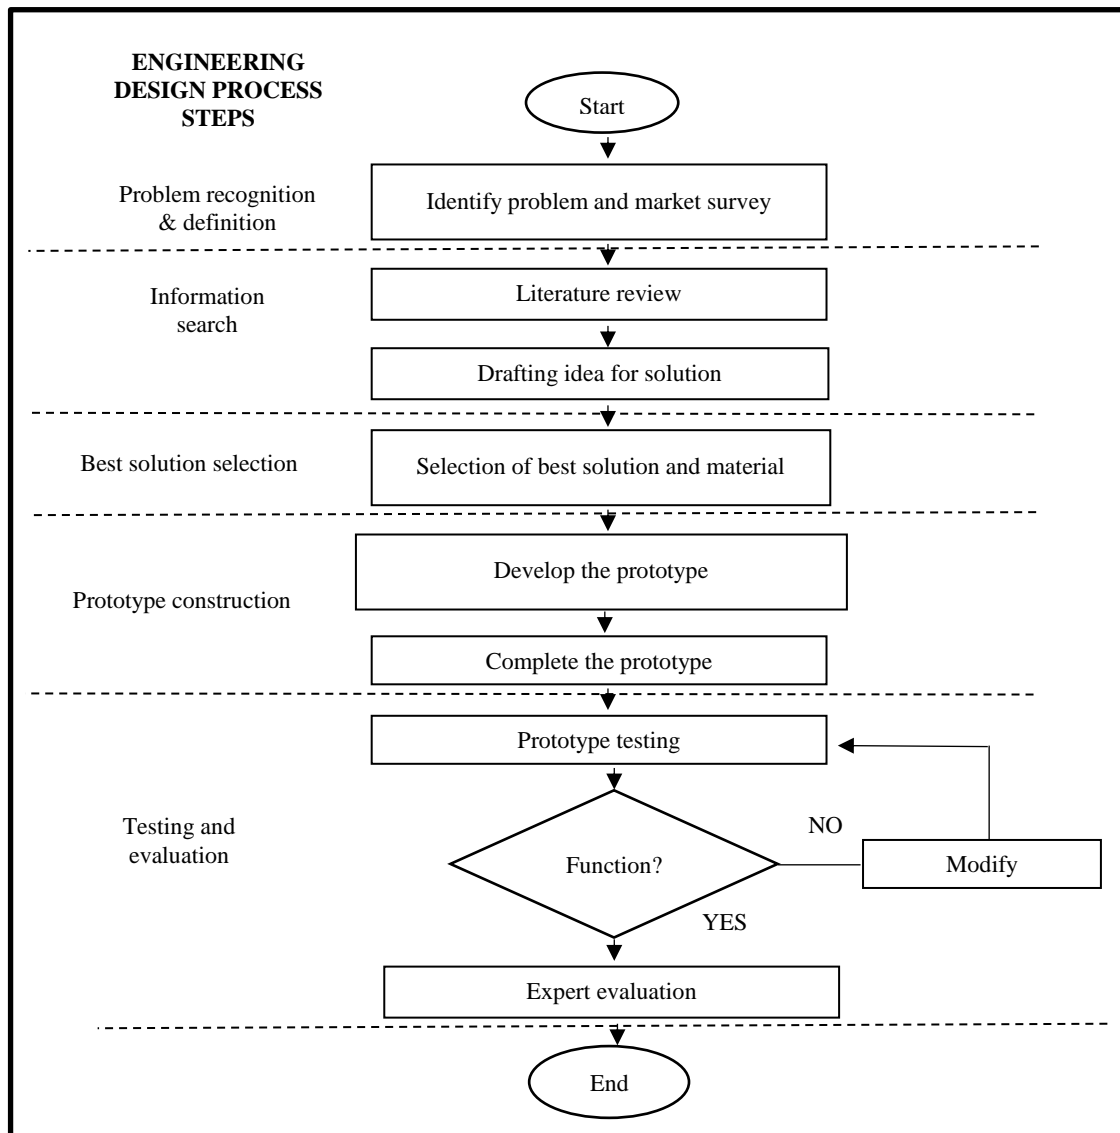 ENGINEERING
DESIGN PROCESS
STEPS
Start
Problem recognition
& definition
Identify problem and market survey
Information
search
Literature review
Drafting idea for solution
Best solution selection
Selection of best solution and material
Prototype construction
Develop the prototype
Complete the prototype
Prototype testing
Testing and
evaluation
Function?
NO
Modify
YES
Expert evaluation
End